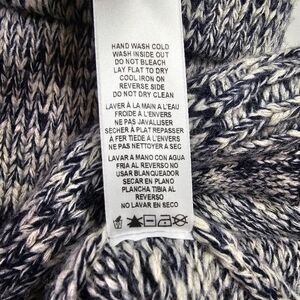 HAND WASH COLD
WASH INSIDE OUT
DO NOT BLEACH
LAY FLAT TO DRY
COOL IRON ON
REVERSE SIDE
DO NOT DRY CLEAN
LAVER À LA MAIN A L'EAU
FROIDE À L'ENVERS
NE PAS JAVALLISER
SÉCHER À PLAT REPASSER
A FER TIÈDE À L'ENVERS
NE PAS NETTOYER A SEC
LAVAR A MANO CON AGUA
FRIA AL REVERSO NO
USAR BLANQUEADOR
SECAR EN PLANO
PLANCHA TIBIA AL
REVERSO
NO LAVAR EN SECO